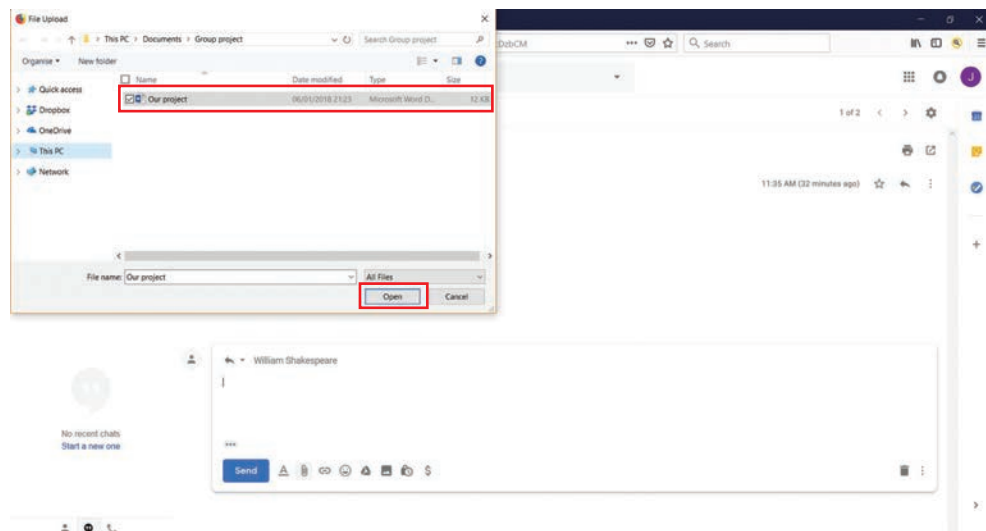 File Upload
This PC > Documents > Group project
Search Group project
Organise
New folder
Name
Date modified
Type
Size
Our project
06/01/2018 21:23
Microsoft Word D...
12 KB
Quick access
Dropbox
OneDrive
This PC
Network
File name: Our project
All Files
Open
Cancel
DzbCM
Search
J
1 of 2
11:35 AM (32 minutes ago)
William Shakespeare
No recent chats
Start a new one
Send